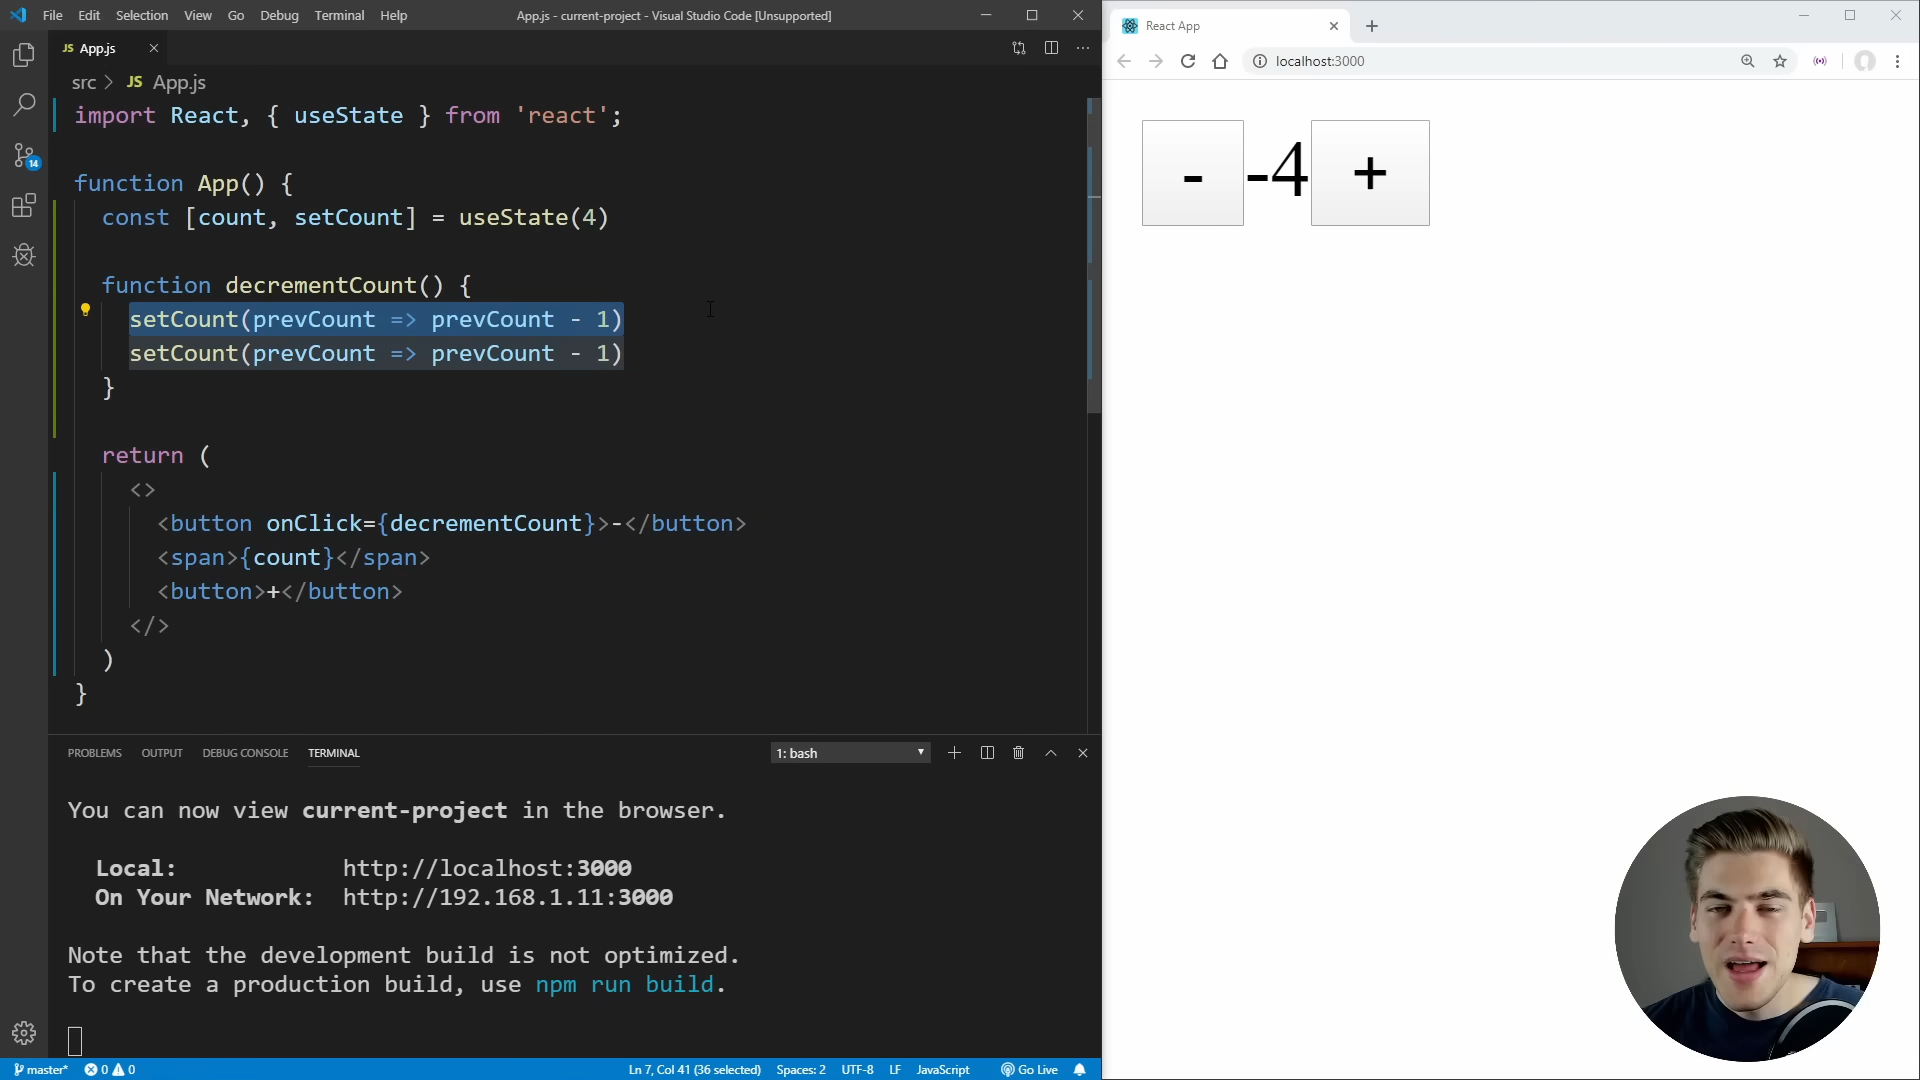 File Edit Selection View Go Debug Terminal Help
App.js - current-project - Visual Studio Code [Unsupported]
JS App.js
src > JS App.js
import React, { useState } from 'react';
function App() {
const [count, setCount] = useState(4)
function decrementCount() {
setCount(prevCount => prevCount - 1)
setCount(prevCount => prevCount - 1)
}
return (
<>
<button onClick={decrementCount}>-</button>
<span>{count}</span>
<button>+</button>
</>
)
}
14
PROBLEMS OUTPUT DEBUG CONSOLE TERMINAL
1: bash
You can now view current-project in the browser.
Local: http://localhost:3000
On Your Network: http://192.168.1.11:3000
Note that the development build is not optimized.
To create a production build, use npm run build.
master* 0 0
Ln 7, Col 41 (36 selected) Spaces: 2 UTF-8 LF JavaScript Go Live
React App
localhost:3000
- -4 +